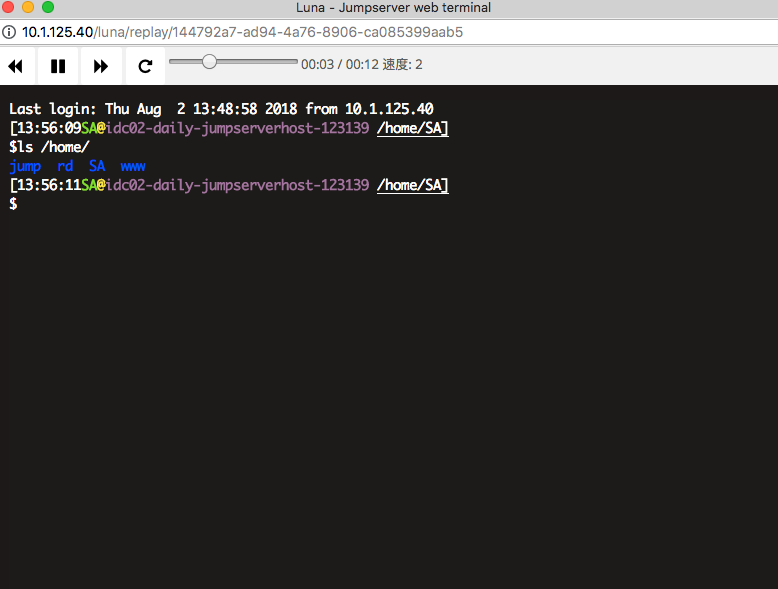 Luna - Jumpserver web terminal
10.1.125.40/luna/replay/144792a7-ad94-4a76-8906-ca085399aab5
00:03 / 00:12 速度: 2
Last login: Thu Aug  2 13:48:58 2018 from 10.1.125.40
[13:56:09SA@idc02-daily-jumpserverhost-123139 /home/SA]
$ls /home/
jump  rd  SA  www
[13:56:11SA@idc02-daily-jumpserverhost-123139 /home/SA]
$